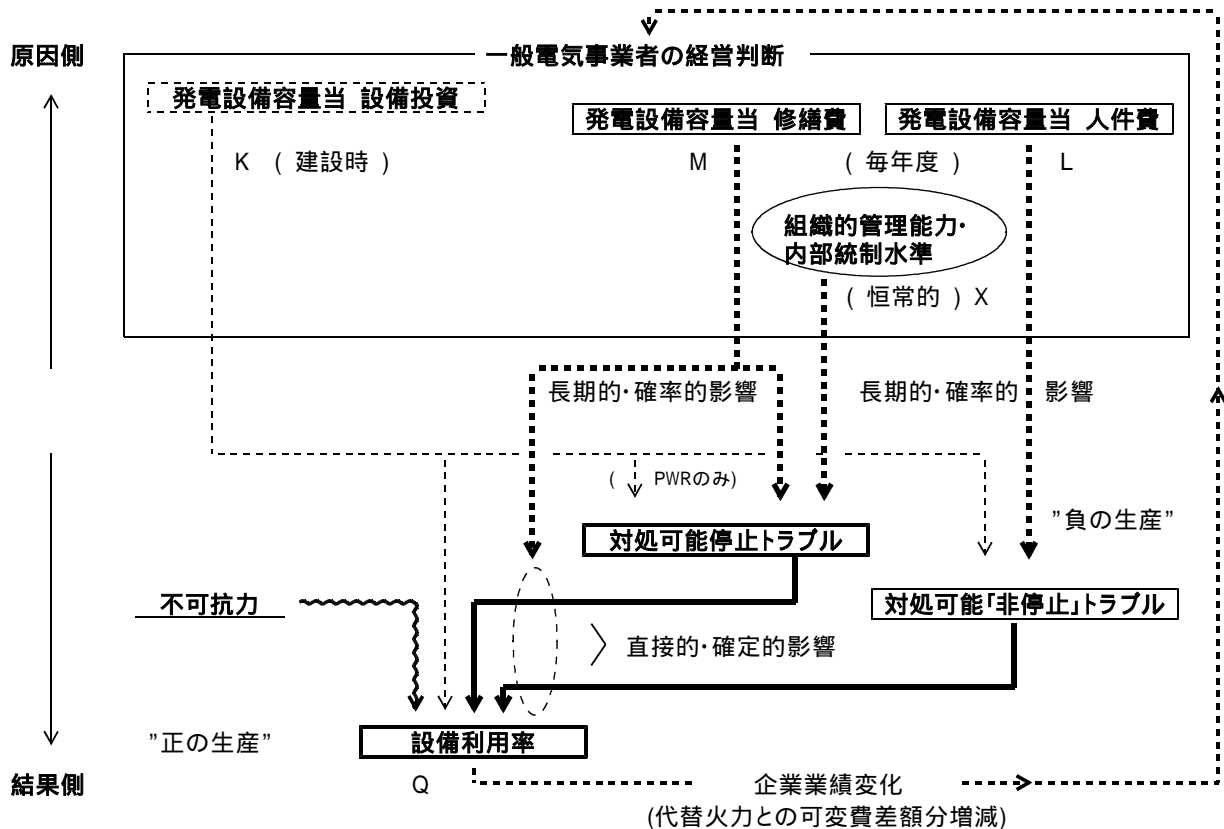 原因側
一般電気事業者の経営判断
発電設備容量当 設備投資
発電設備容量当 修繕費
発電設備容量当 人件費
K ( 建設時 )
M
( 毎年度 )
L
組織的管理能力・
内部統制水準
( 恒常的 ) X
長期的・確率的影響
長期的・確率的 影響
( PWRのみ)
対処可能停止トラブル
”負の生産”
不可抗力
対処可能「非停止」トラブル
直接的・確定的影響
”正の生産”
設備利用率
結果側
Q
企業業績変化
(代替火力との可変費差額分増減)